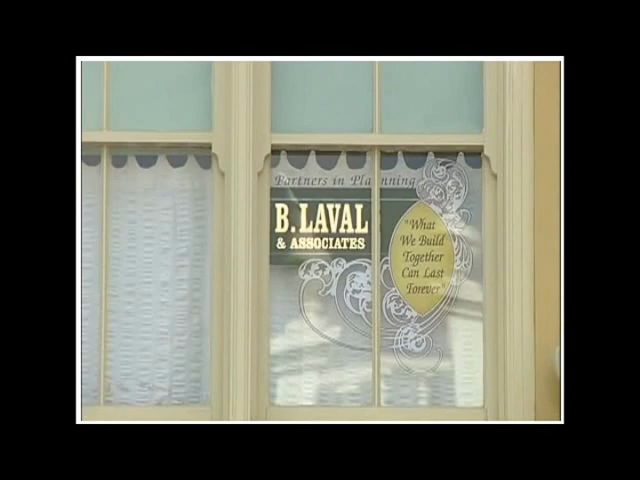 Partners in Planning
B. LAVAL
& ASSOCIATES
"What
We Build
Together
Can Last
Forever"